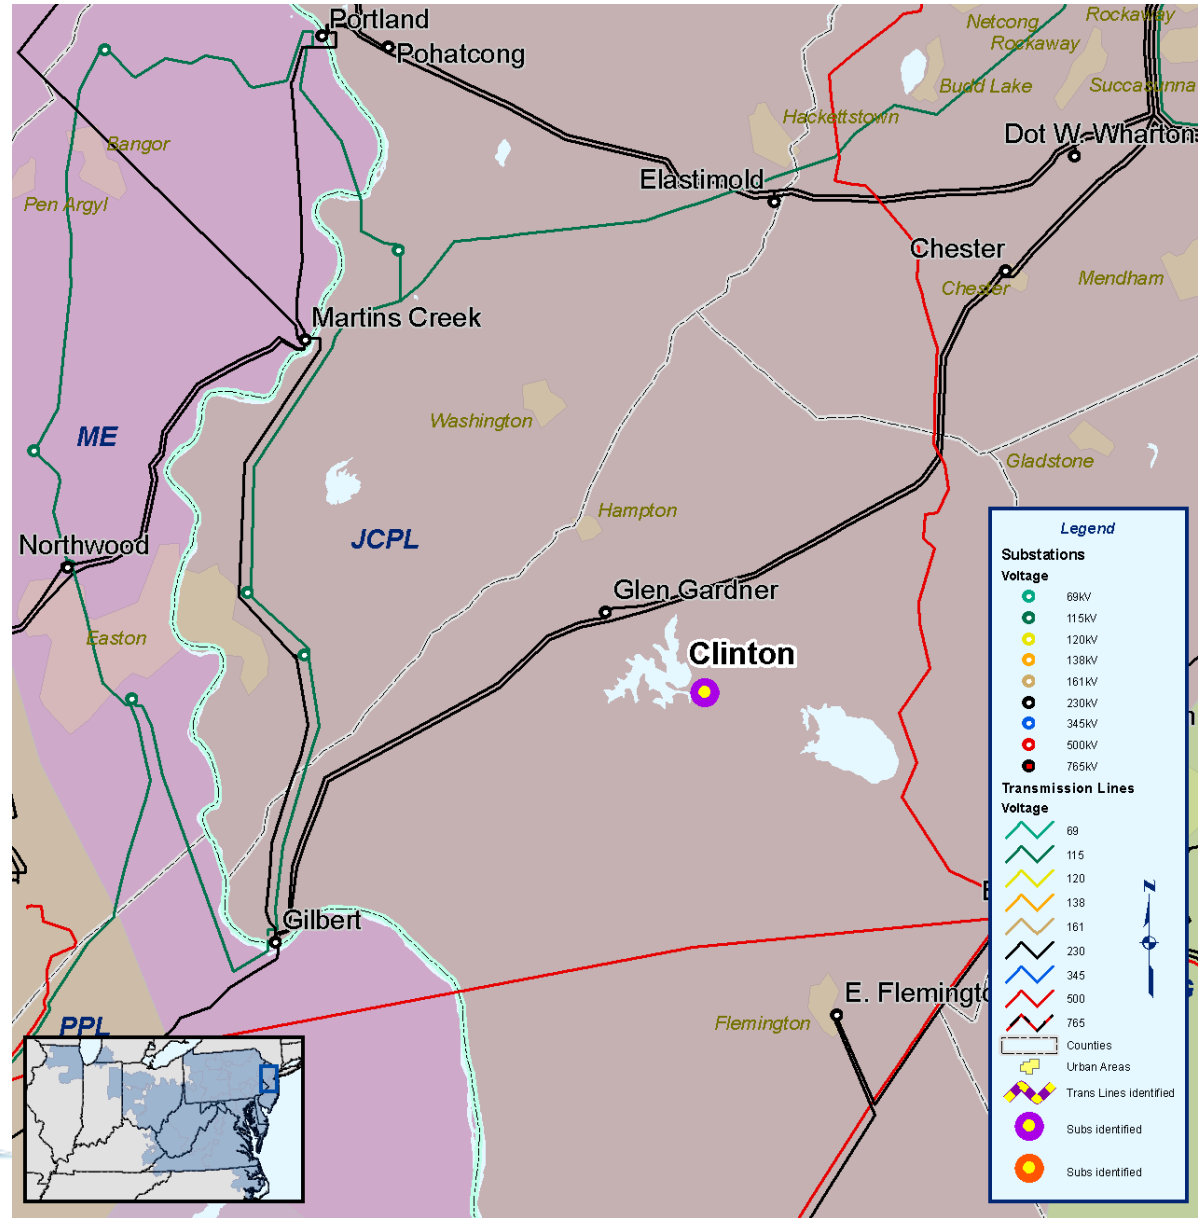 Portland
Pohatcong
Netcong
Rockaway
Rockaway
Budd Lake
Succasunna
Hackettstown
Dot W. Wharton
Bangor
Pen Argyl
Elastimold
Chester
Chester
Mendham
Martins Creek
Washington
ME
Gladstone
Hampton
JCPL
Northwood
Glen Gardner
Easton
Clinton
Gilbert
E. Flemingto
Flemington
PPL
G
Legend
Substations
Voltage
69kV
115kV
120kV
138kV
161kV
230kV
345kV
500kV
765kV
Transmission Lines
Voltage
69
115
120
138
161
230
345
500
765
Counties
Urban Areas
Trans Lines identified
Subs identified
Subs identified
Z